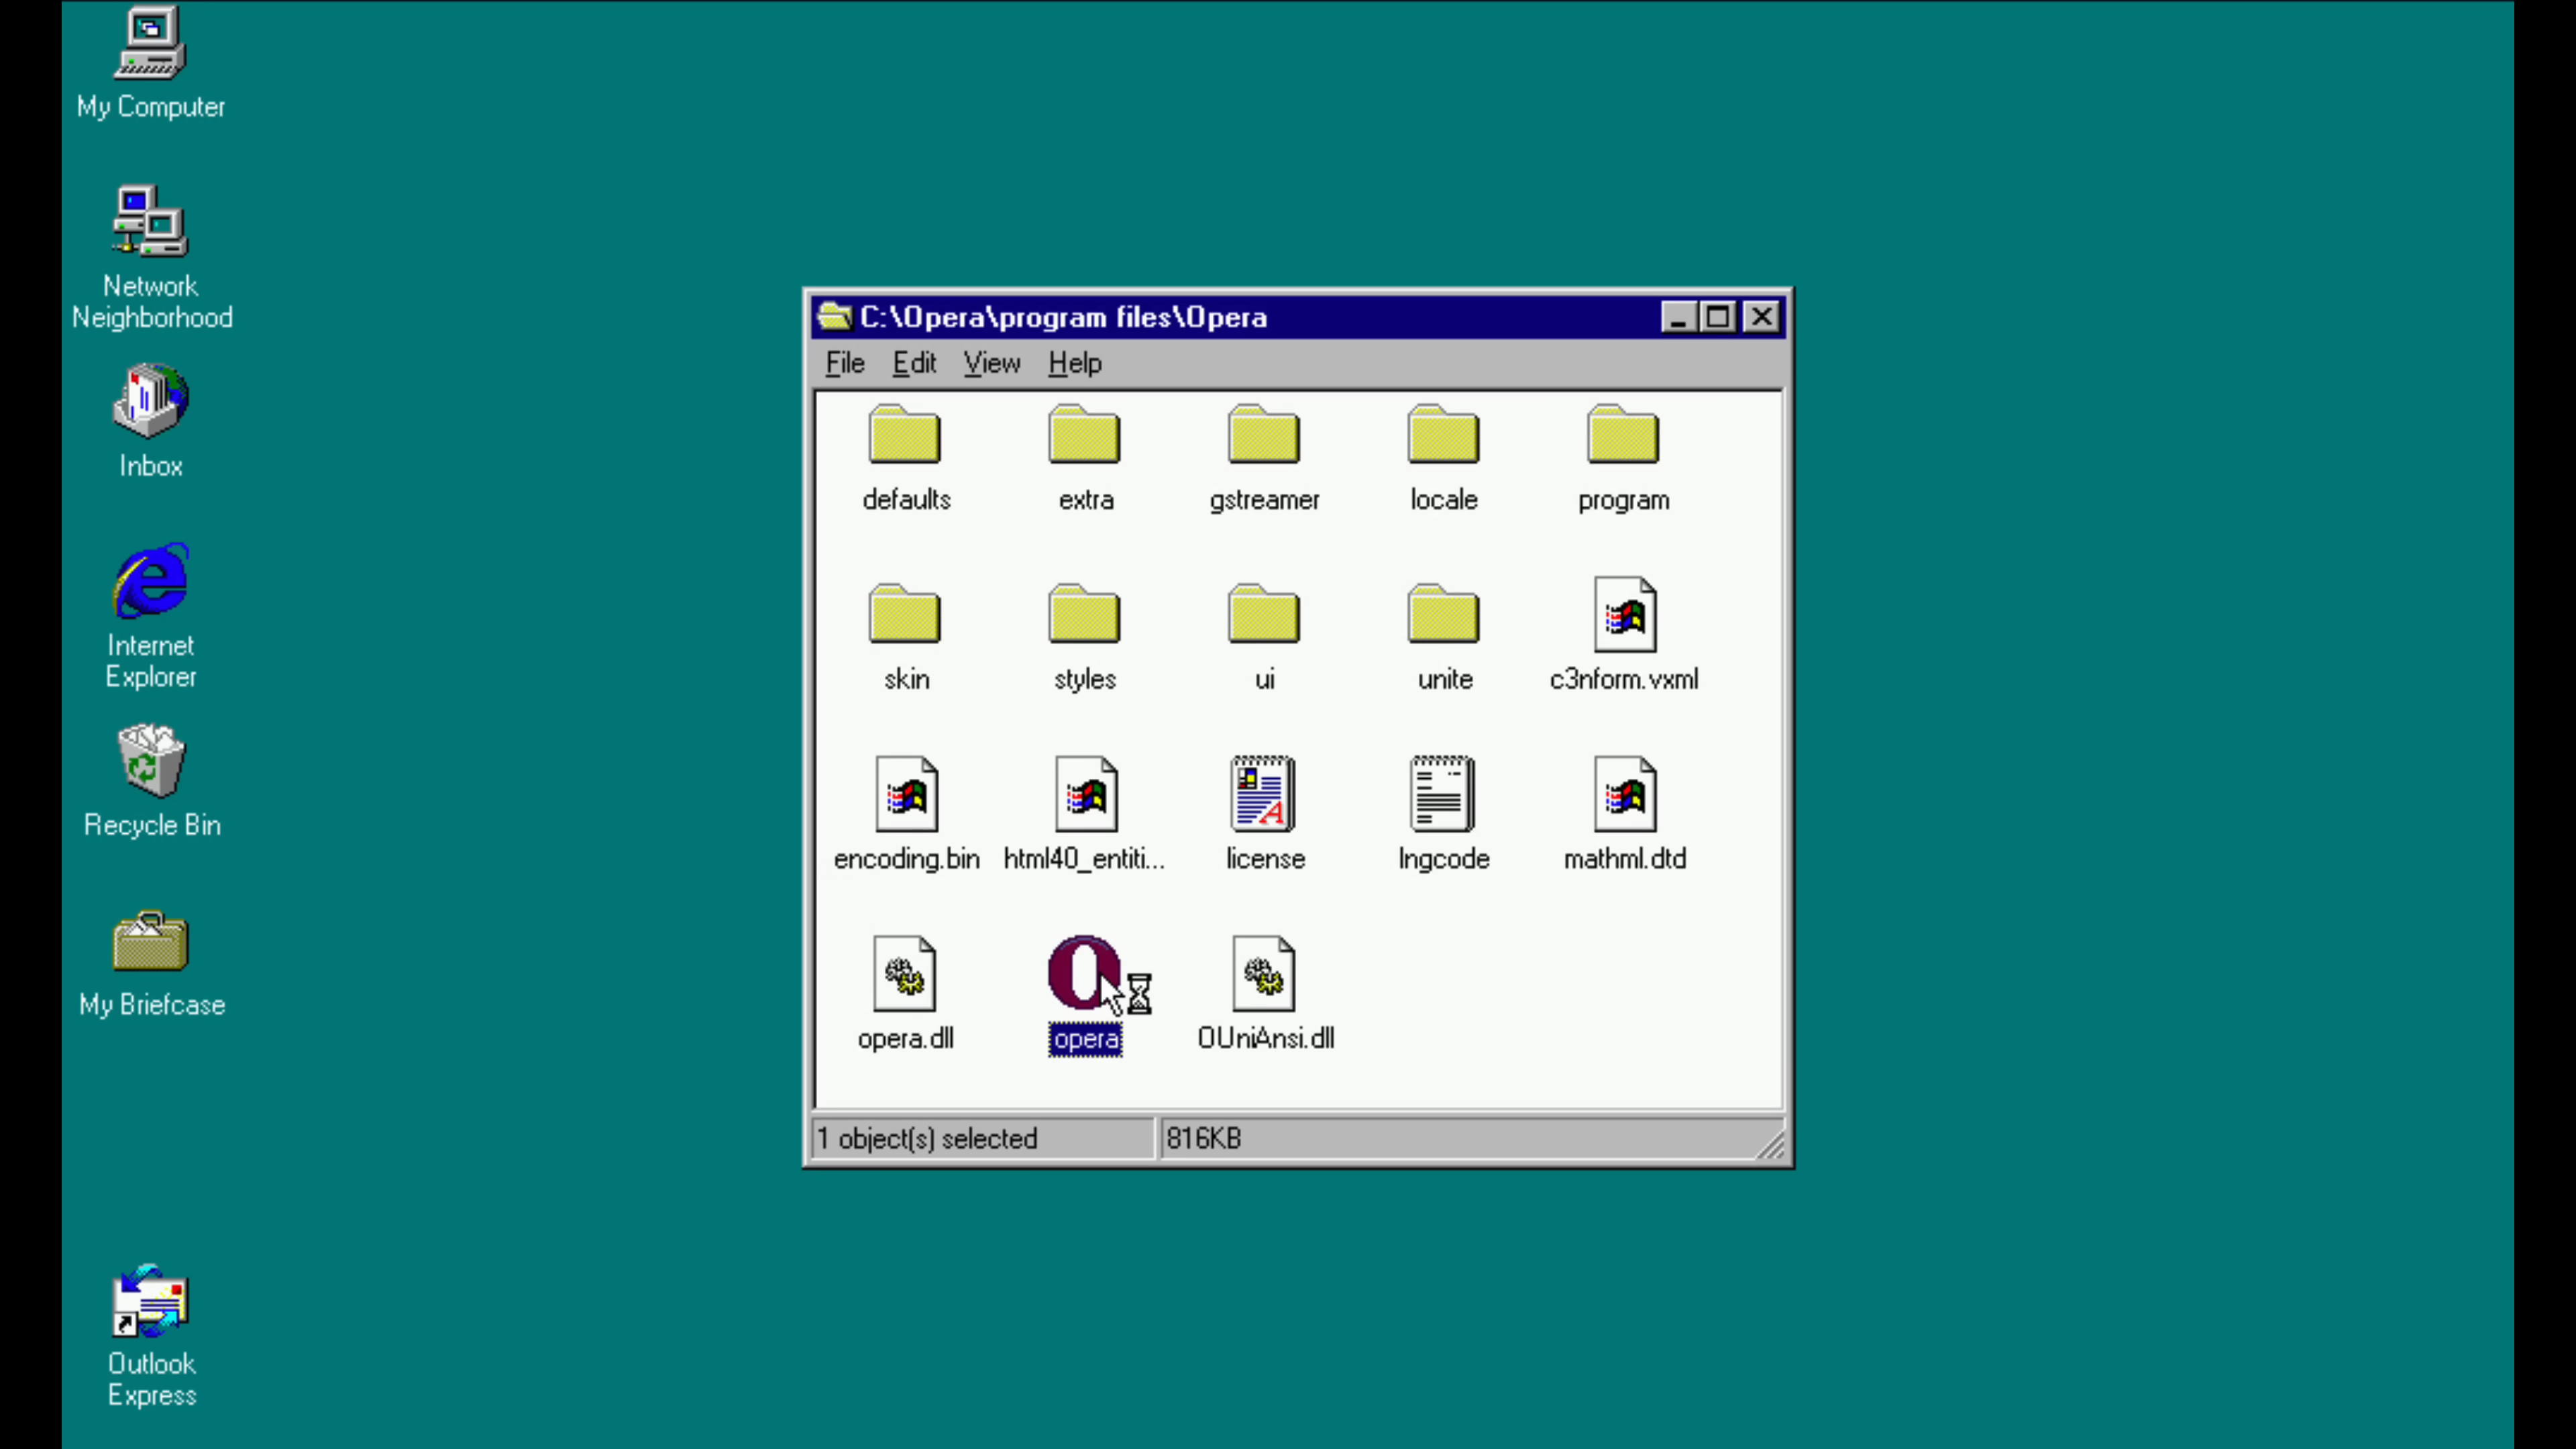 My Computer
Network
Neighborhood
Inbox
Internet
Explorer
Recycle Bin
My Briefcase
Outlook
Express
C:\Opera\program files\Opera
File Edit View Help
defaults extra gstreamer locale program
skin styles ui unite c3nform.vxml
encoding.bin html40_entiti... license lngcode mathml.dtd
opera.dll opera OUniAnsi.dll
1 object(s) selected 816KB